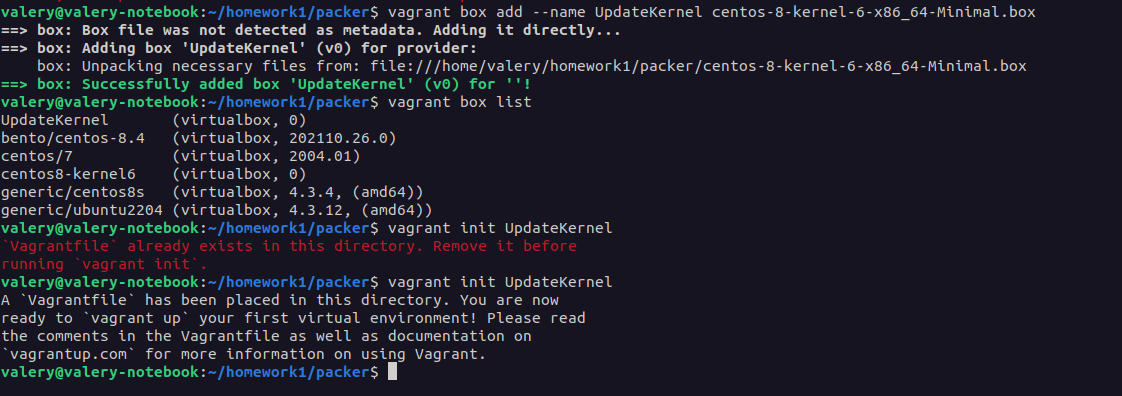 valery@valery-notebook:~/homework1/packer$ vagrant box add --name UpdateKernel centos-8-kernel-6-x86_64-Minimal.box
==> box: Box file was not detected as metadata. Adding it directly...
==> box: Adding box 'UpdateKernel' (v0) for provider:
    box: Unpacking necessary files from: file:///home/valery/homework1/packer/centos-8-kernel-6-x86_64-Minimal.box
==> box: Successfully added box 'UpdateKernel' (v0) for ''!
valery@valery-notebook:~/homework1/packer$ vagrant box list
UpdateKernel       (virtualbox, 0)
bento/centos-8.4   (virtualbox, 202110.26.0)
centos/7           (virtualbox, 2004.01)
centos8-kernel6    (virtualbox, 0)
generic/centos8s   (virtualbox, 4.3.4, (amd64))
generic/ubuntu2204 (virtualbox, 4.3.12, (amd64))
valery@valery-notebook:~/homework1/packer$ vagrant init UpdateKernel
`Vagrantfile` already exists in this directory. Remove it before
running `vagrant init`.
valery@valery-notebook:~/homework1/packer$ vagrant init UpdateKernel
A `Vagrantfile` has been placed in this directory. You are now
ready to `vagrant up` your first virtual environment! Please read
the comments in the Vagrantfile as well as documentation on
`vagrantup.com` for more information on using Vagrant.
valery@valery-notebook:~/homework1/packer$